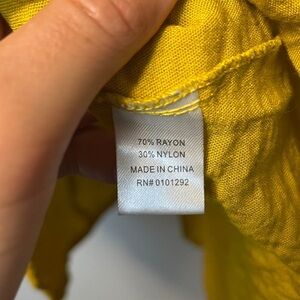 70% RAYON
30% NYLON
MADE IN CHINA
RN# 0101292